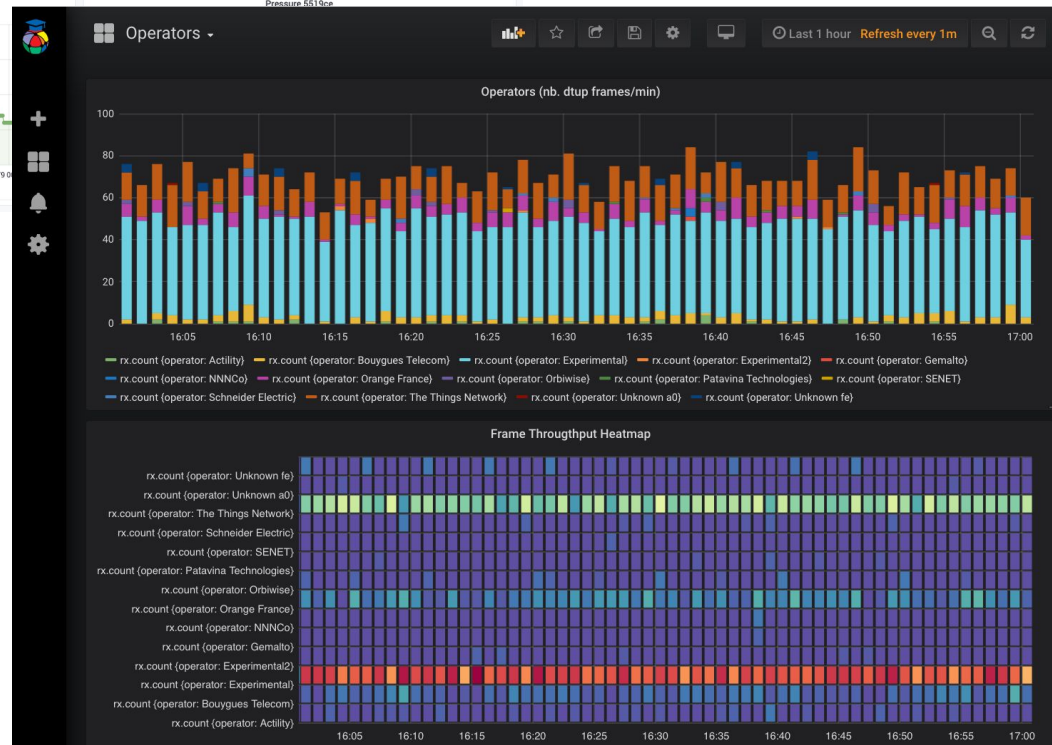 Pressure 5519ce
Operators
Last 1 hour Refresh every 1m
Operators (nb. dtup frames/min)
100
80
60
40
20
0
16:05 16:10 16:15 16:20 16:25 16:30 16:35 16:40 16:45 16:50 16:55 17:00
rx.count {operator: Actility} rx.count {operator: Bouygues Telecom} rx.count {operator: Experimental} rx.count {operator: Experimental2} rx.count {operator: Gemalto}
rx.count {operator: NNNCo} rx.count {operator: Orange France} rx.count {operator: Orbiwise} rx.count {operator: Patavina Technologies} rx.count {operator: SENET}
rx.count {operator: Schneider Electric} rx.count {operator: The Things Network} rx.count {operator: Unknown a0} rx.count {operator: Unknown fe}
Frame Througthput Heatmap
rx.count {operator: Unknown fe}
rx.count {operator: Unknown a0}
rx.count {operator: The Things Network}
rx.count {operator: Schneider Electric}
rx.count {operator: SENET}
rx.count {operator: Patavina Technologies}
rx.count {operator: Orbiwise}
rx.count {operator: Orange France}
rx.count {operator: NNNCo}
rx.count {operator: Gemalto}
rx.count {operator: Experimental2}
rx.count {operator: Experimental}
rx.count {operator: Bouygues Telecom}
rx.count {operator: Actility}
16:05 16:10 16:15 16:20 16:25 16:30 16:35 16:40 16:45 16:50 16:55 17:00